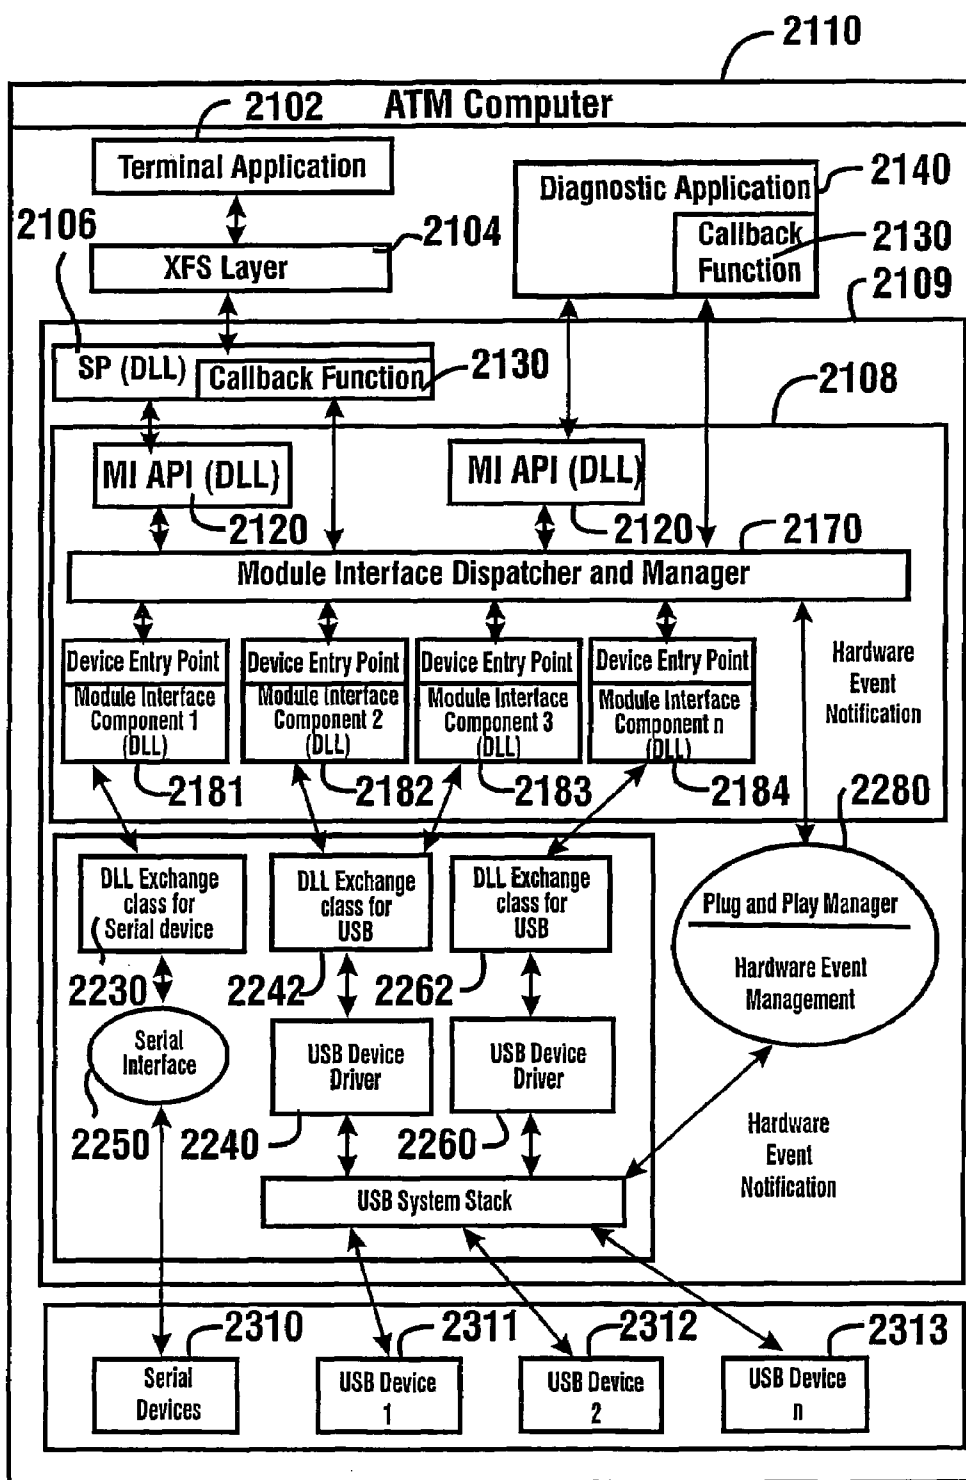 2110
ATM Computer
2102
Terminal Application
2140
Diagnostic Application
2106
2104
Callback
Function
2130
XFS Layer
2109
SP (DLL)
Callback Function
2130
2108
MI API (DLL)
MI API (DLL)
2120
2120
2170
Module Interface Dispatcher and Manager
Device Entry Point
Device Entry Point
Device Entry Point
Device Entry Point
Module Interface
Component 1
(DLL)
Module Interface
Component 2
(DLL)
Module Interface
Component 3
(DLL)
Module Interface
Component n
(DLL)
Hardware
Event
Notification
2181
2182
2183
2184
2280
DLL Exchange
class for
Serial device
DLL Exchange
class for
USB
DLL Exchange
class for
USB
Plug and Play Manager
Hardware Event
Management
2230
2242
2262
Serial
Interface
USB Device
Driver
USB Device
Driver
2250
2240
2260
Hardware
Event
Notification
USB System Stack
2310
2311
2312
2313
Serial
Devices
USB Device
1
USB Device
2
USB Device
n